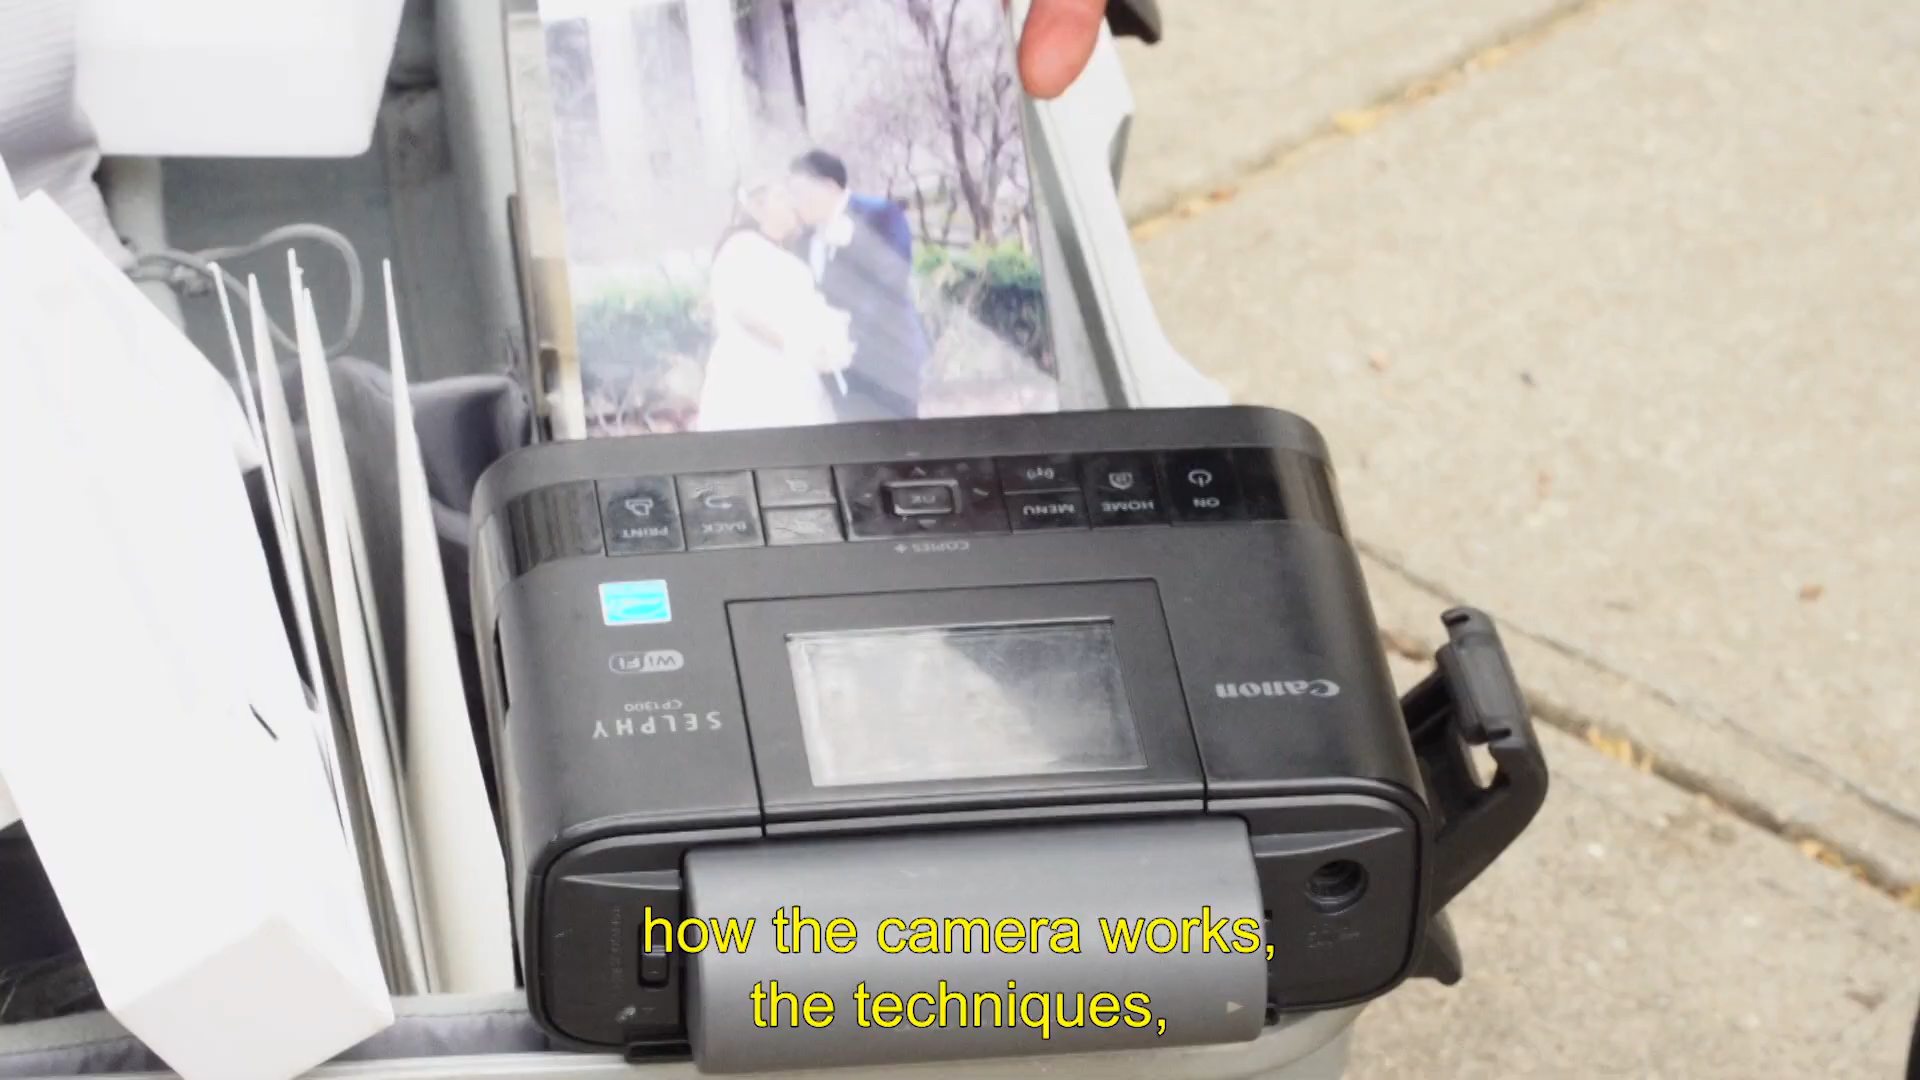 PRINT
BACK
OK
MENU
HOME
ON
COPIES +
WiFi
CP1300
SELPHY
Canon
how the camera works,
the techniques,